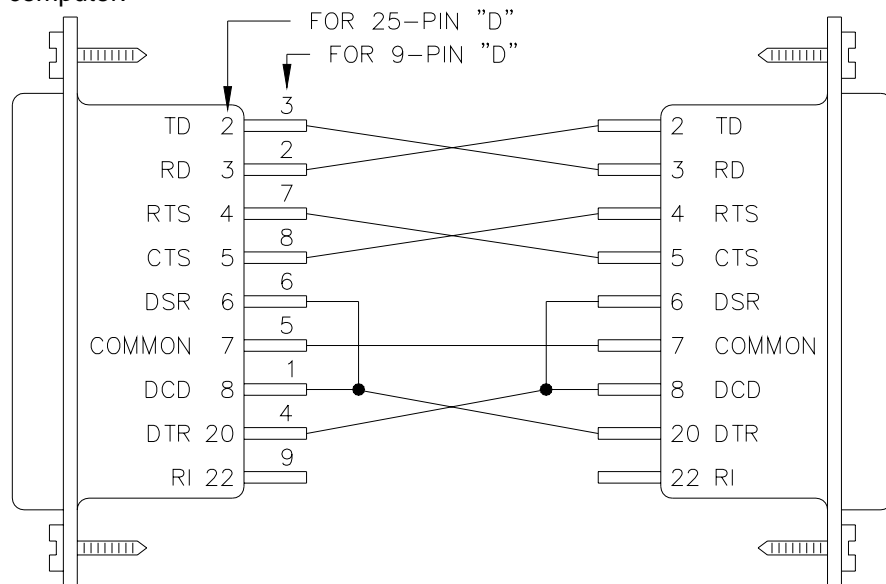 computer.
FOR 25-PIN "D"
FOR 9-PIN "D"
TD 2 3 2 TD
RD 3 2 3 RD
RTS 4 7 4 RTS
CTS 5 8 5 CTS
DSR 6 6 6 DSR
COMMON 7 5 7 COMMON
DCD 8 1 8 DCD
DTR 20 4 20 DTR
RI 22 9 22 RI